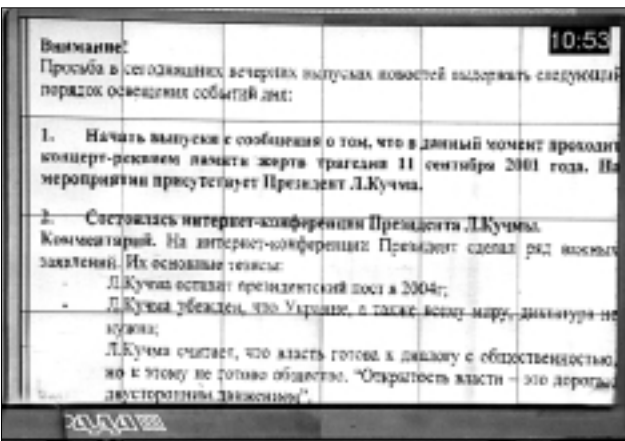 10:53
Внимание!
Просьба в сегодняшних вечерних выпусках новостей выдержать следующий
порядок освещения событий дня:
1. Начать выпуски с сообщения о том, что в данный момент проходит
концерт-реквием памяти жертв трагедии 11 сентября 2001 года. На
мероприятии присутствует Президент Л.Кучма.
2. Состоялась интернет-конференция Президента Л.Кучмы.
Комментарий. На интернет-конференции Президент сделал ряд важных
заявлений. Их основные тезисы:
- Л.Кучма оставит президентский пост в 2004г;
- Л.Кучма убежден, что Украине, а также всему миру, диктатура не
нужна;
Л.Кучма считает, что власть готова к диалогу с общественностью,
но к этому не готово общество. "Открытость власти – это дорога с
двусторонним движением".